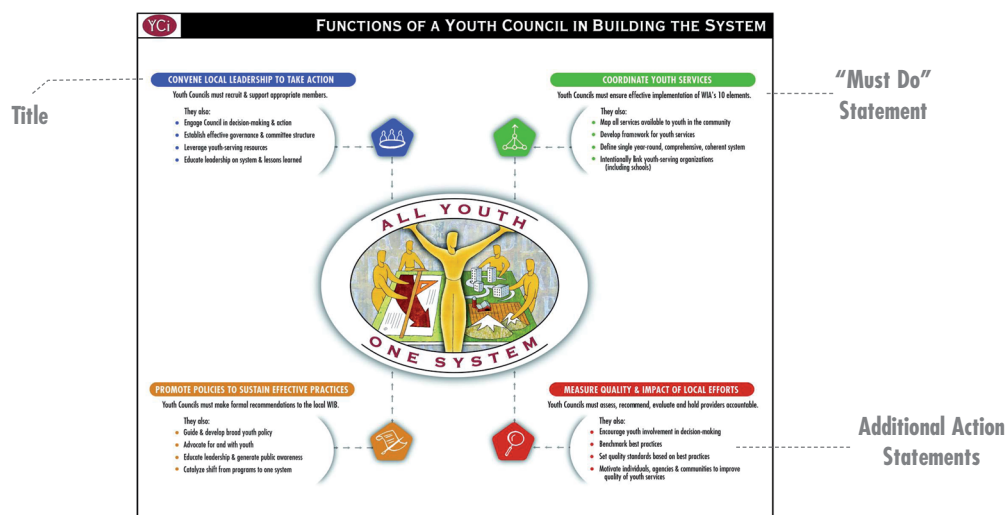 YCi
FUNCTIONS OF A YOUTH COUNCIL IN BUILDING THE SYSTEM
Title
"Must Do"
Statement
Additional Action
Statements
CONVENE LOCAL LEADERSHIP TO TAKE ACTION
Youth Councils must recruit & support appropriate members.
They also:
• Engage Council in decision-making & action
• Establish effective governance & committee structure
• Leverage youth-serving resources
• Educate leadership on system & lessons learned
COORDINATE YOUTH SERVICES
Youth Councils must ensure effective implementation of WIA's 10 elements.
They also:
• Map all services available to youth in the community
• Develop framework for youth services
• Define single year-round, comprehensive, coherent system
• Intentionally link youth-serving organizations
(including schools)
ALL YOUTH
ONE SYSTEM
PROMOTE POLICIES TO SUSTAIN EFFECTIVE PRACTICES
Youth Councils must make formal recommendations to the local WIB.
They also:
• Guide & develop broad youth policy
• Advocate for and with youth
• Educate leadership & generate public awareness
• Catalyze shift from programs to one system
MEASURE QUALITY & IMPACT OF LOCAL EFFORTS
Youth Councils must assess, recommend, evaluate and hold providers accountable.
They also:
• Encourage youth involvement in decision-making
• Benchmark best practices
• Set quality standards based on best practices
• Motivate individuals, agencies & communities to improve
quality of youth services